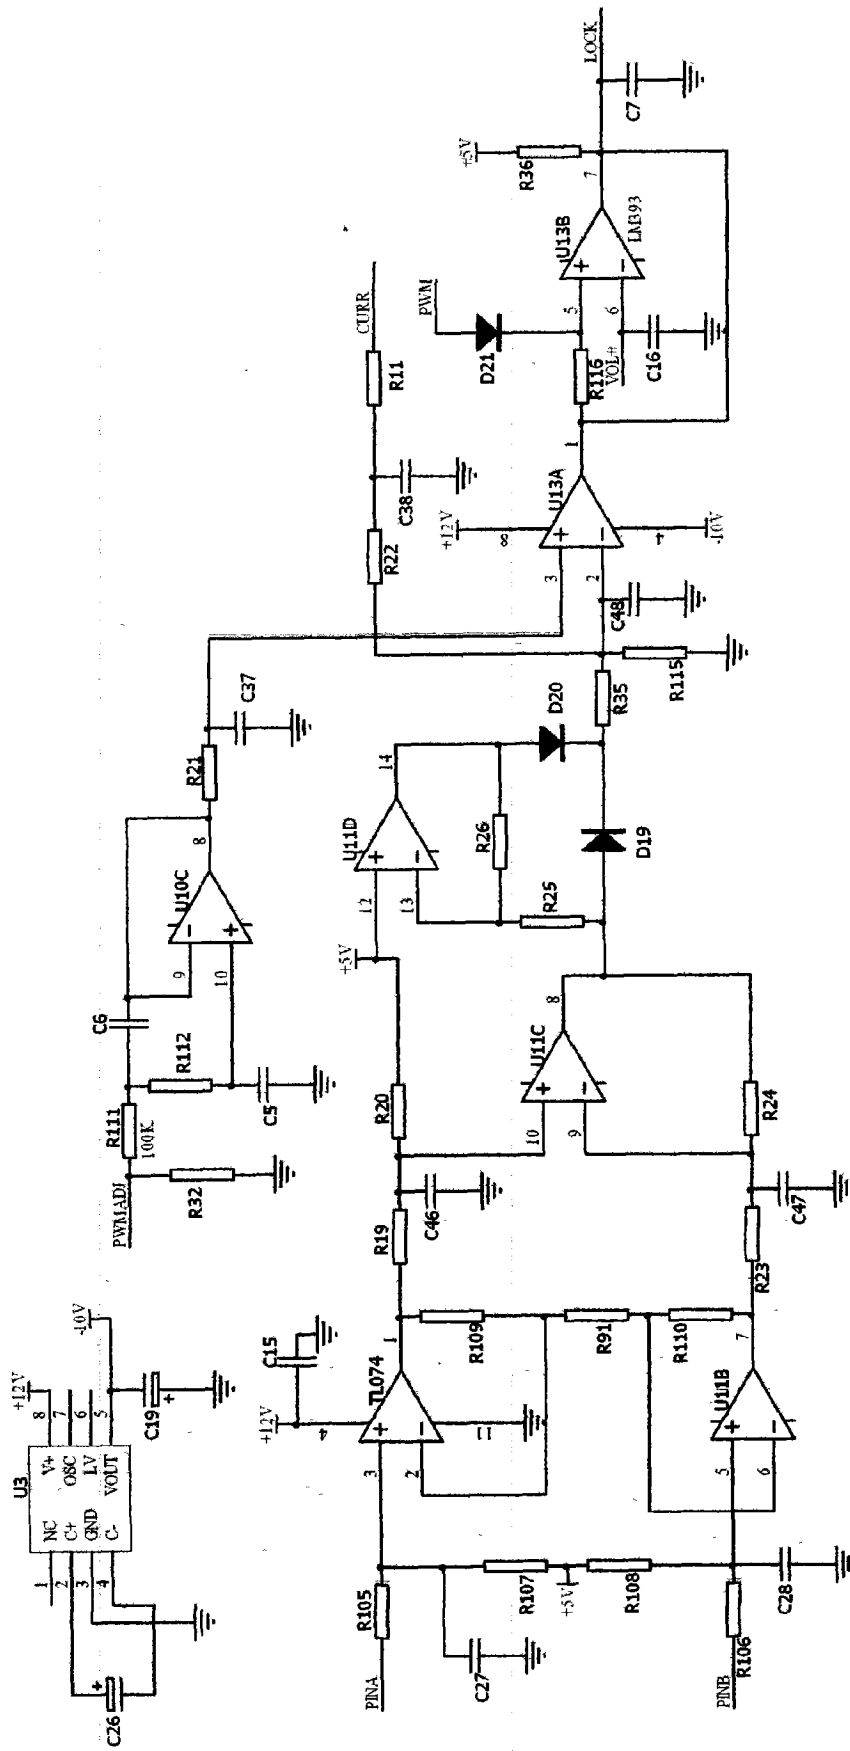 U3
NC
C+
GND
C-
V+
OSC
LV
VOUT
1
2
3
4
8
7
6
5
+12V
-10V
C26
C19
+
+
PWMADJ
R111
100K
R32
R112
C5
C6
9
10
U10C
-
+
8
R21
C37
CURR
R11
C38
R22
PINA
R105
C27
R107
+5V
R108
PINB
R106
C28
3
2
+
-
TL074
+12V
4
11
C15
1
R109
R91
R110
5
6
+
-
U11B
7
R19
C46
R20
+5V
R23
C47
R24
10
9
+
-
U11C
8
12
13
+
-
U11D
14
R25
R26
D19
D20
R35
R115
C48
3
2
+
-
U13A
+12V
8
4
-10V
1
R116
D21
PWM
VOL+
C16
5
6
+
-
U13B
LM393
7
R36
+5V
C7
LOCK